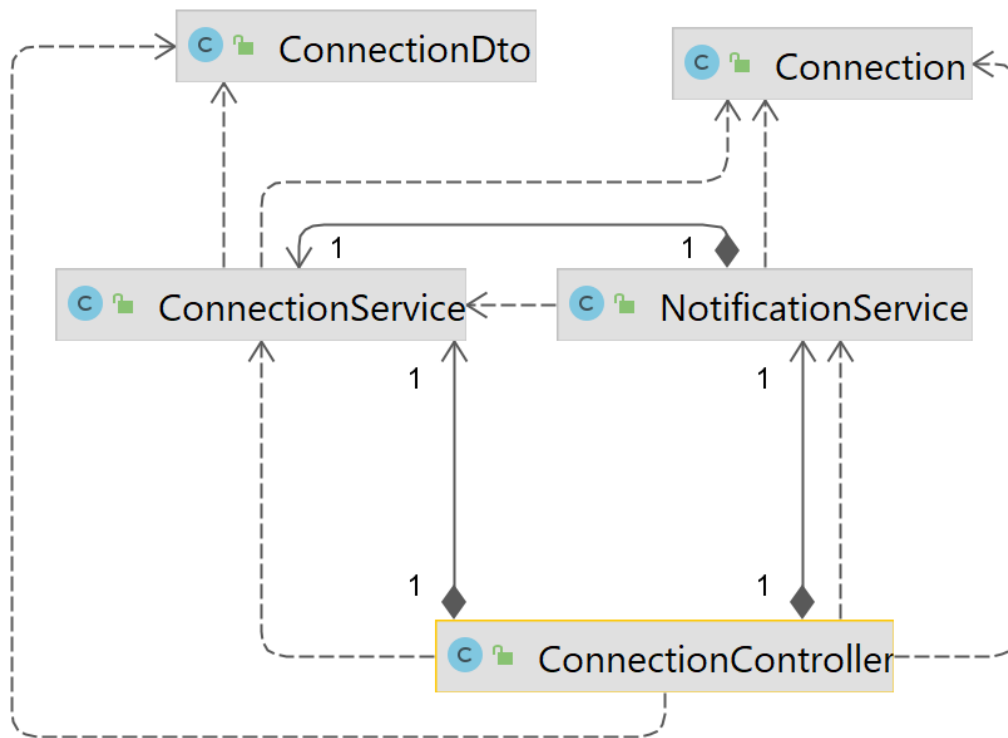 C ConnectionDto
C Connection
1
1
C ConnectionService
C NotificationService
1
1
1
1
C ConnectionController